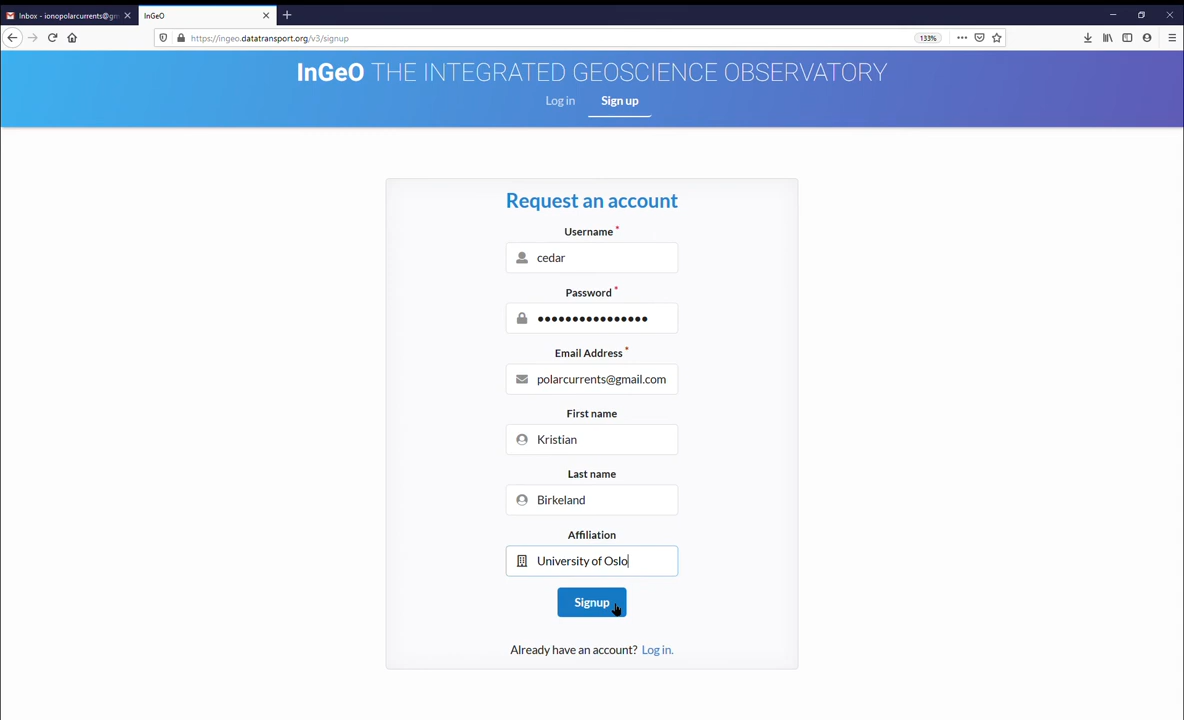 Inbox - ionopolarcurrents@gm
InGeO
https://ingeo.datatransport.org/v3/signup
133%
InGeO THE INTEGRATED GEOSCIENCE OBSERVATORY
Log in
Sign up
Request an account
Username *
cedar
Password *
••••••••••••••••
Email Address *
polarcurrents@gmail.com
First name
Kristian
Last name
Birkeland
Affiliation
University of Oslo
Signup
Already have an account? Log in.